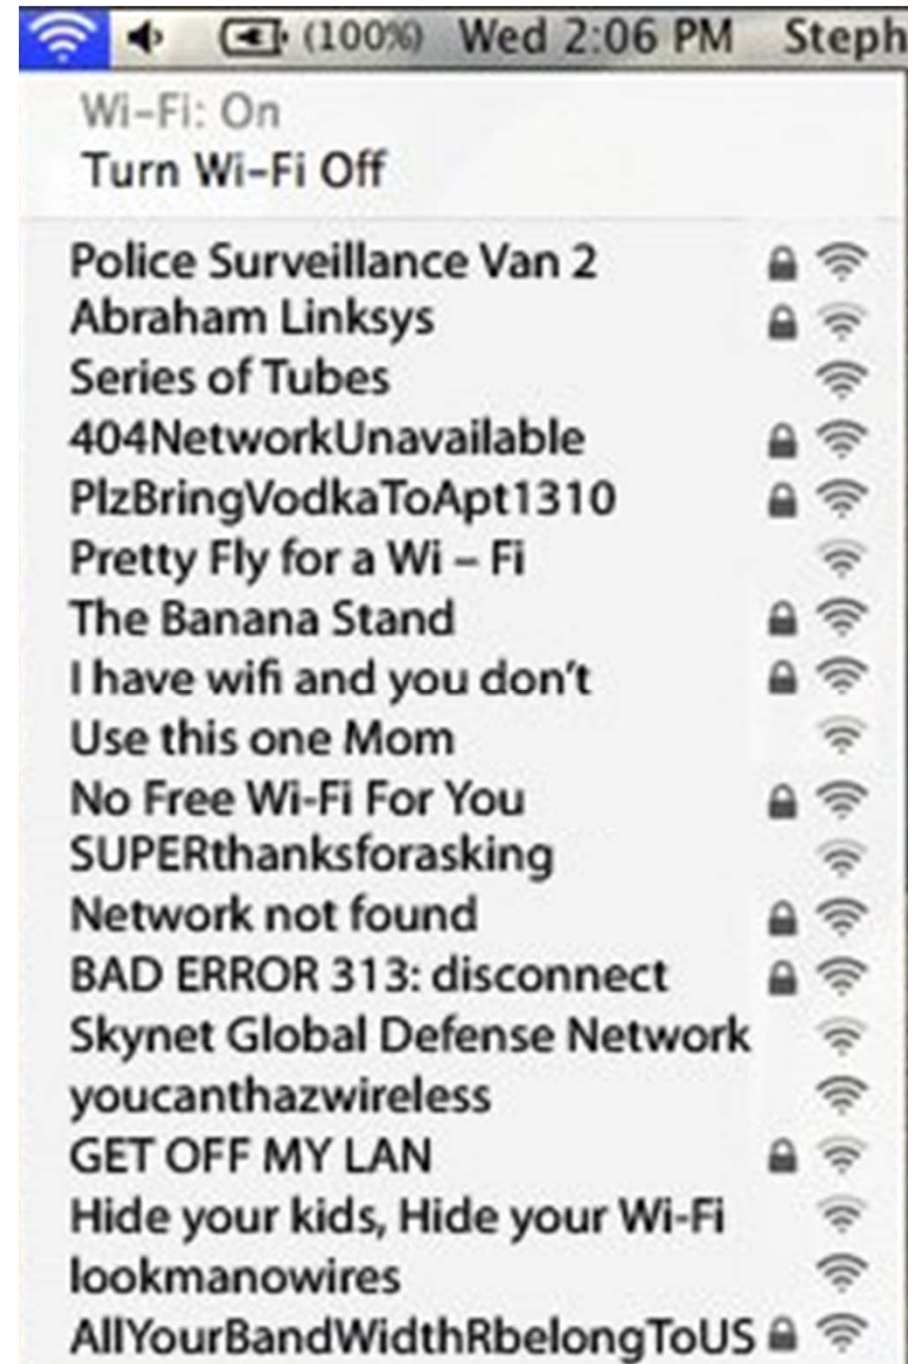 (100%) Wed 2:06 PM Steph
Wi-Fi: On
Turn Wi-Fi Off
Police Surveillance Van 2
Abraham Linksys
Series of Tubes
404NetworkUnavailable
PlzBringVodkaToApt1310
Pretty Fly for a Wi – Fi
The Banana Stand
I have wifi and you don't
Use this one Mom
No Free Wi-Fi For You
SUPERthanksforasking
Network not found
BAD ERROR 313: disconnect
Skynet Global Defense Network
youcanthazwireless
GET OFF MY LAN
Hide your kids, Hide your Wi-Fi
lookmanowires
AllYourBandWidthRbelongToUS